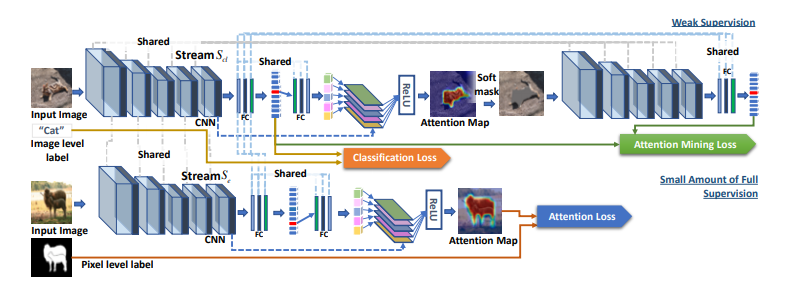 Weak Supervision
Shared
Stream S_cl
Shared
Shared
FC
Soft
mask
ReLU
Input Image
CNN
FC
FC
Attention Map
"Cat"
Image level
label
Attention Mining Loss
Shared
Classification Loss
Shared
Stream S_e
Small Amount of Full
Supervision
ReLU
Attention Loss
Input Image
CNN
FC
FC
Attention Map
Pixel level label